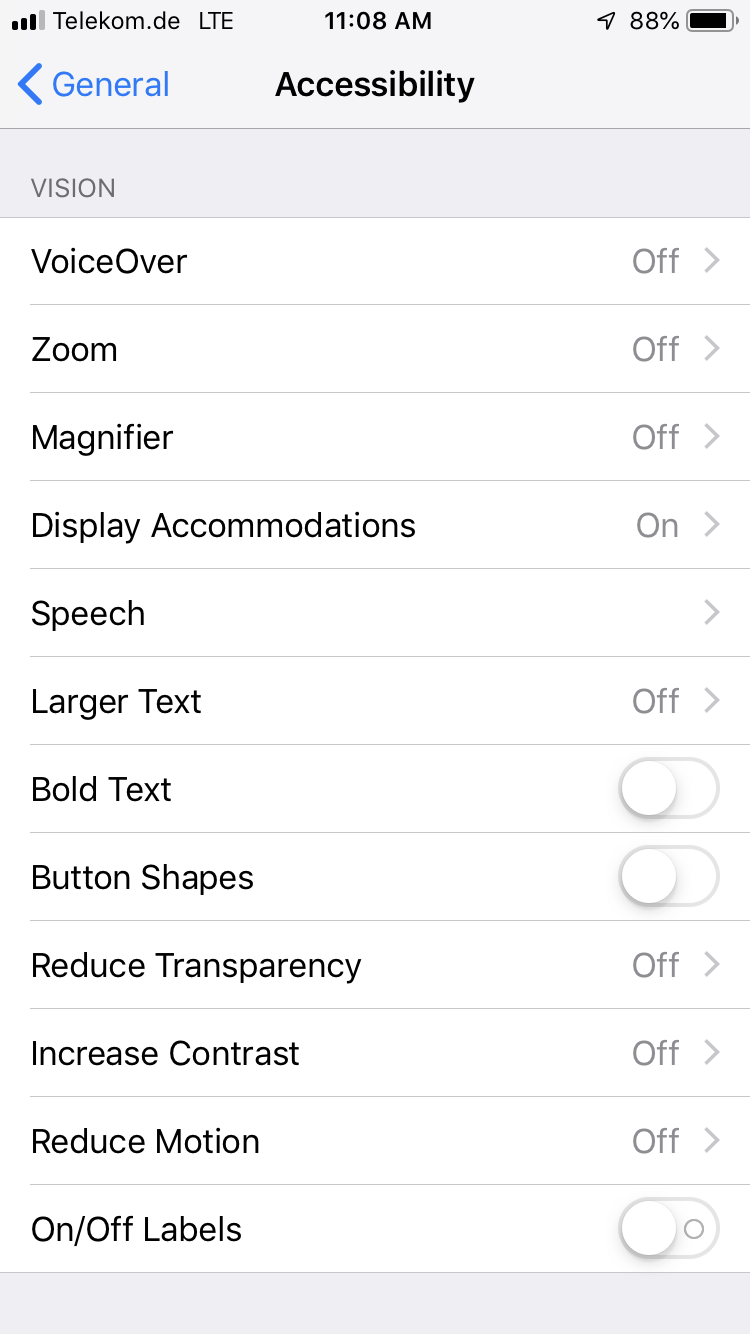 Telekom.de LTE 11:08 AM 88%
General Accessibility
VISION
VoiceOver Off
Zoom Off
Magnifier Off
Display Accommodations On
Speech
Larger Text Off
Bold Text
Button Shapes
Reduce Transparency Off
Increase Contrast Off
Reduce Motion Off
On/Off Labels